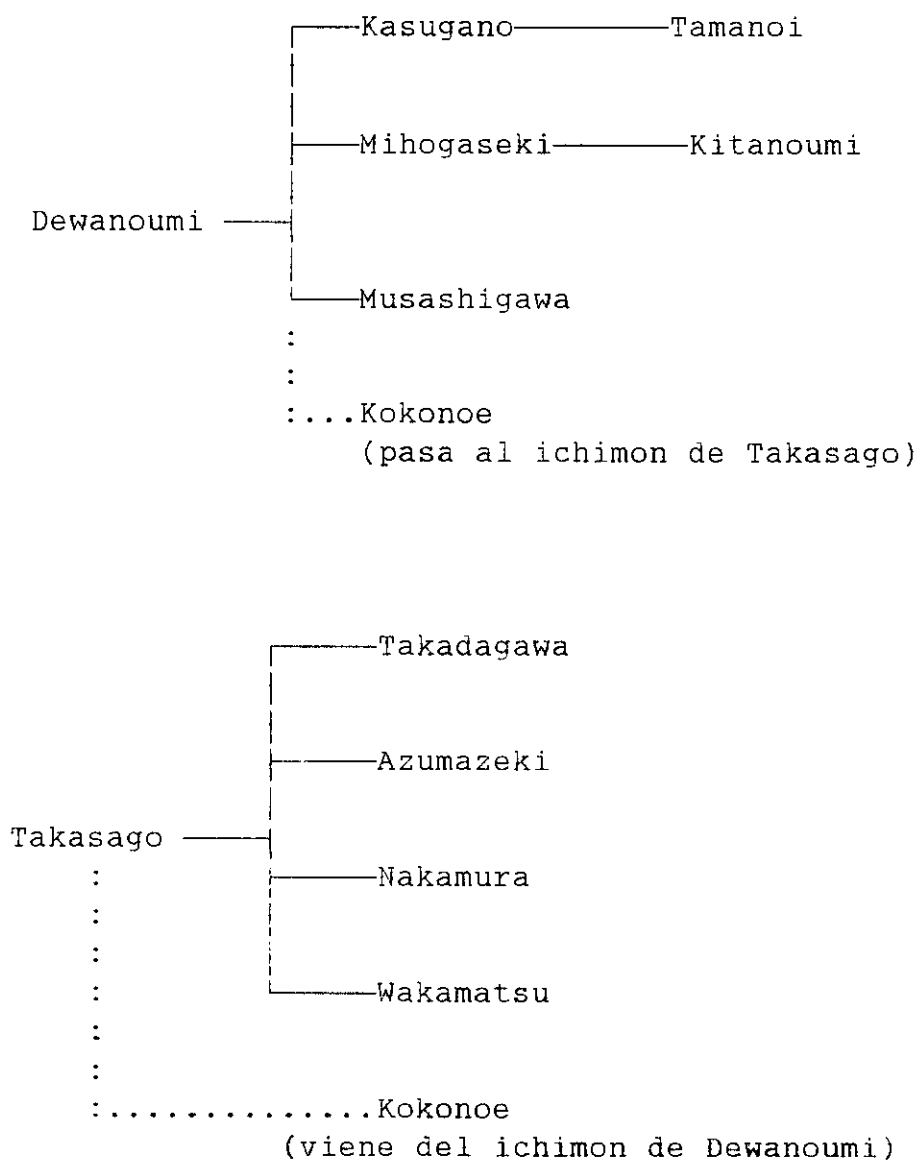 Kasugano Tamanoi
Mihogaseki Kitanoumi
Dewanoumi
Musashigawa
:
:
:...Kokonoe
(pasa al ichimon de Takasago)
Takadagawa
Azumazeki
Takasago
: Nakamura
:
:
: Wakamatsu
:
:
:..............Kokonoe
(viene del ichimon de Dewanoumi)